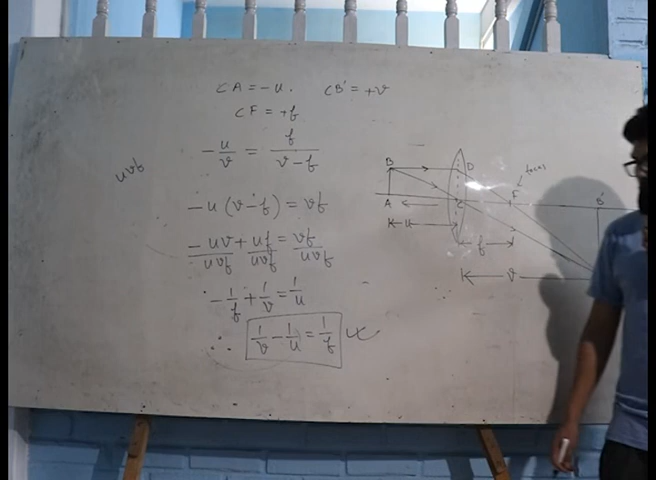 CA = -u. CB' = +v
CF = +f
-u/v = f/(v-f)
uvf
-u(v-f) = vf
-uv/uvf + uf/uvf = vf/uvf
-1/f + 1/v = 1/u
∴ 1/v - 1/u = 1/f
B D focus
A F B'
u f
v